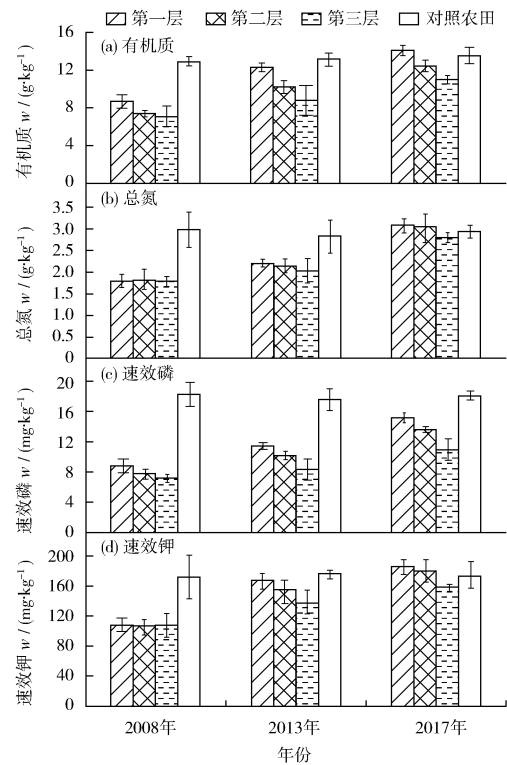 第一层 第二层 第三层 对照农田
(a) 有机质
有机质 w / (g·kg⁻¹)
16
12
8
4
0
(b) 总氮
总氮 w / (g·kg⁻¹)
3.5
3.0
2.5
2.0
1.5
1.0
0.5
0
(c) 速效磷
速效磷 w / (mg·kg⁻¹)
20
16
12
8
4
0
(d) 速效钾
速效钾 w / (mg·kg⁻¹)
200
160
120
80
40
0
2008年 2013年 2017年
年份